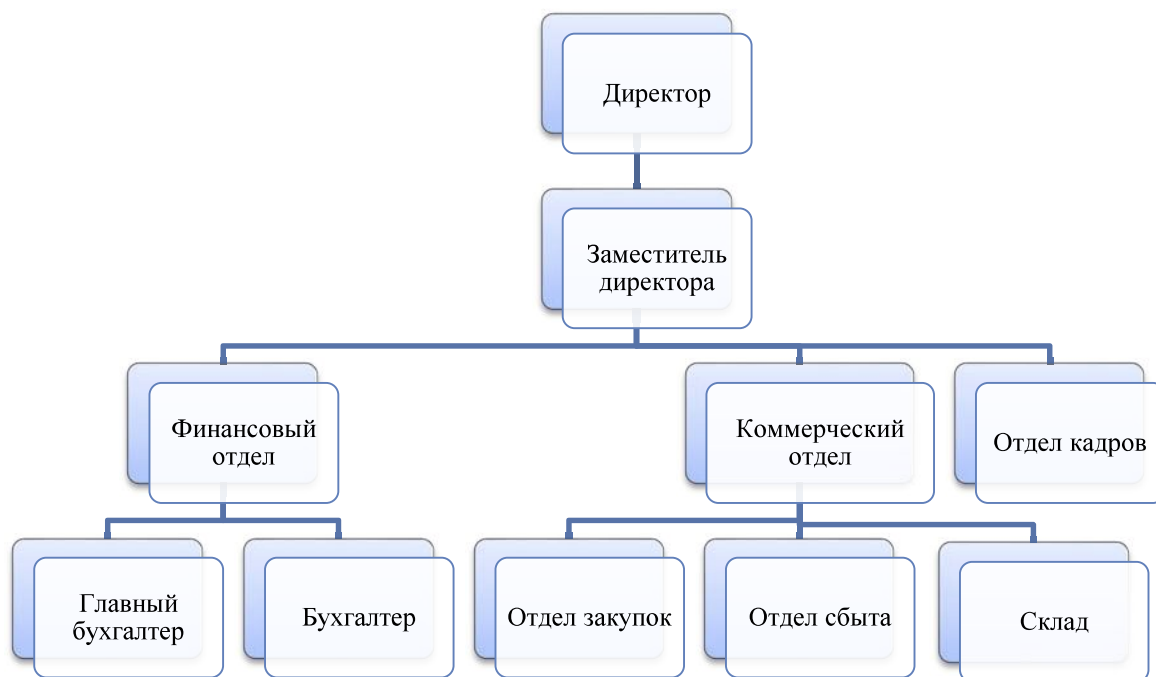 Директор
Заместитель
директора
Финансовый
отдел
Коммерческий
отдел
Отдел кадров
Главный
бухгалтер
Бухгалтер
Отдел закупок
Отдел сбыта
Склад